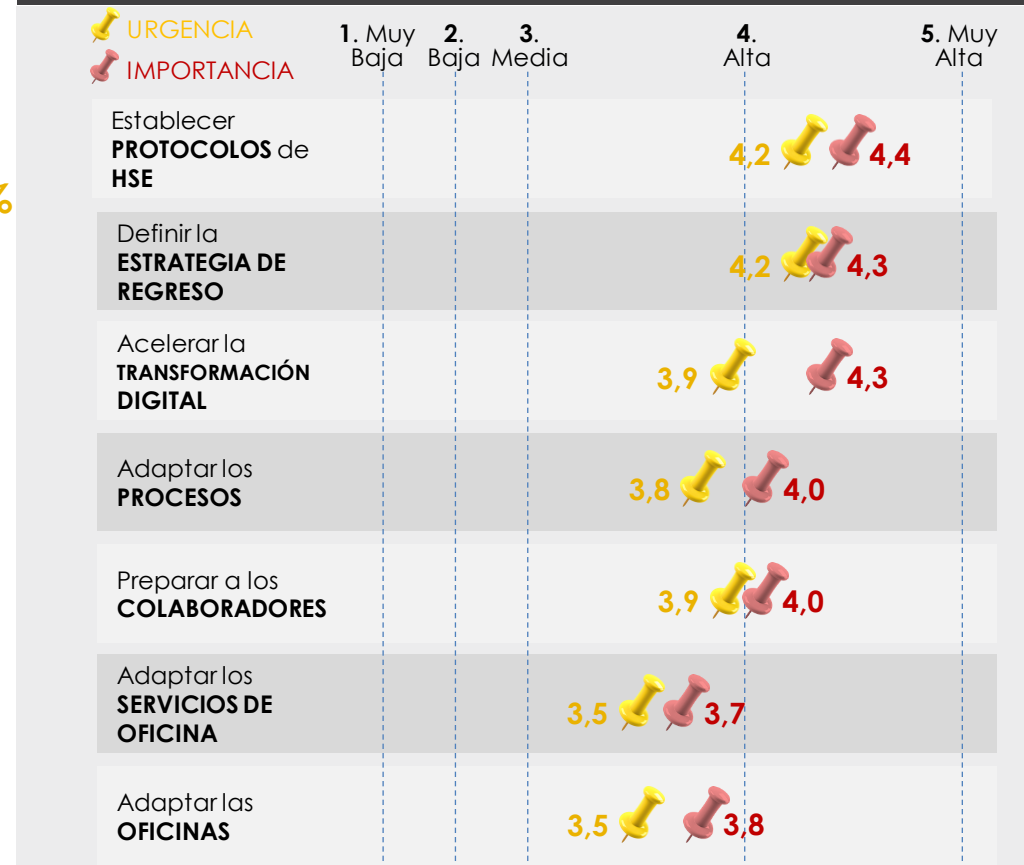 URGENCIA
IMPORTANCIA
1. Muy Baja
2. Baja
3. Media
4. Alta
5. Muy Alta
%
Establecer
PROTOCOLOS de
HSE
4,2
4,4
Definir la
ESTRATEGIA DE
REGRESO
4,2
4,3
Acelerar la
TRANSFORMACIÓN
DIGITAL
3,9
4,3
Adaptar los
PROCESOS
3,8
4,0
Preparar a los
COLABORADORES
3,9
4,0
Adaptar los
SERVICIOS DE
OFICINA
3,5
3,7
Adaptar las
OFICINAS
3,5
3,8